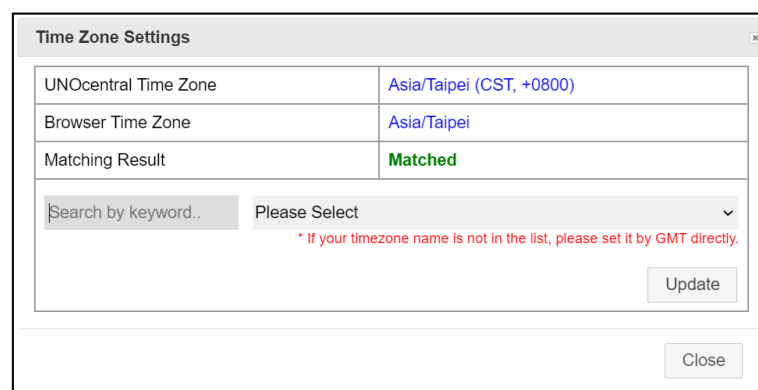 Time Zone Settings
UNOcentral Time Zone Asia/Taipei (CST, +0800)
Browser Time Zone Asia/Taipei
Matching Result Matched
Search by keyword.. Please Select
* If your timezone name is not in the list, please set it by GMT directly.
Update
Close